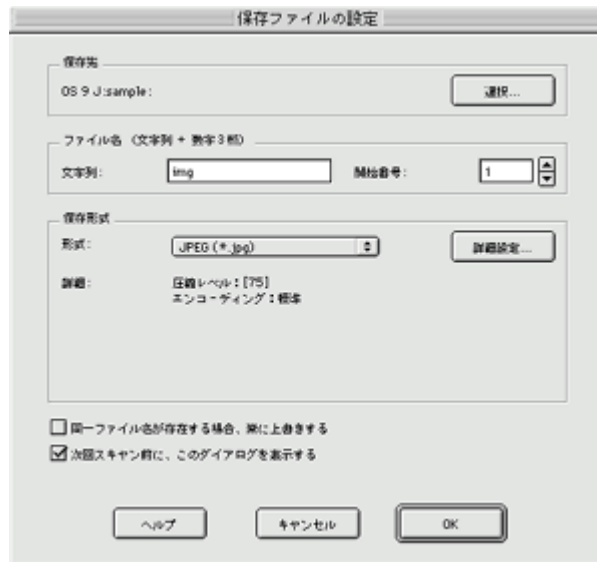 保存ファイルの設定
保存先
OS 9 J:sample:
選択...
ファイル名 (文字列 + 数字3桁)
文字列:
img
開始番号:
1
保存形式
形式:
JPEG (*.jpg)
詳細設定...
詳細:
圧縮レベル:[75]
エンコーディング:標準
同一ファイル名が存在する場合、常に上書きする
次回スキャン前に、このダイアログを表示する
ヘルプ
キャンセル
OK